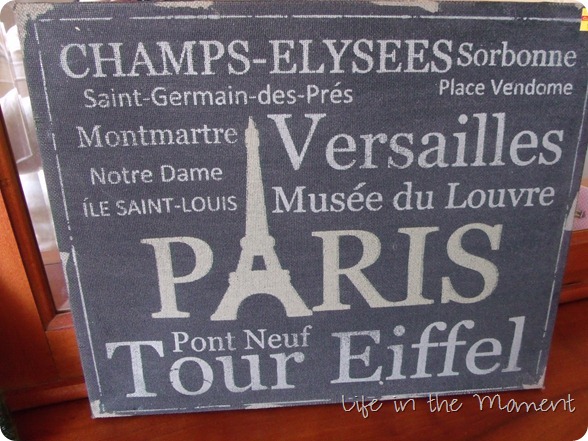 CHAMPS-ELYSEES Sorbonne
Saint-Germain-des-Prés Place Vendome
Montmartre Versailles
Notre Dame
ÎLE SAINT-LOUIS Musée du Louvre
PARIS
Pont Neuf
Tour Eiffel
Life in the Moment